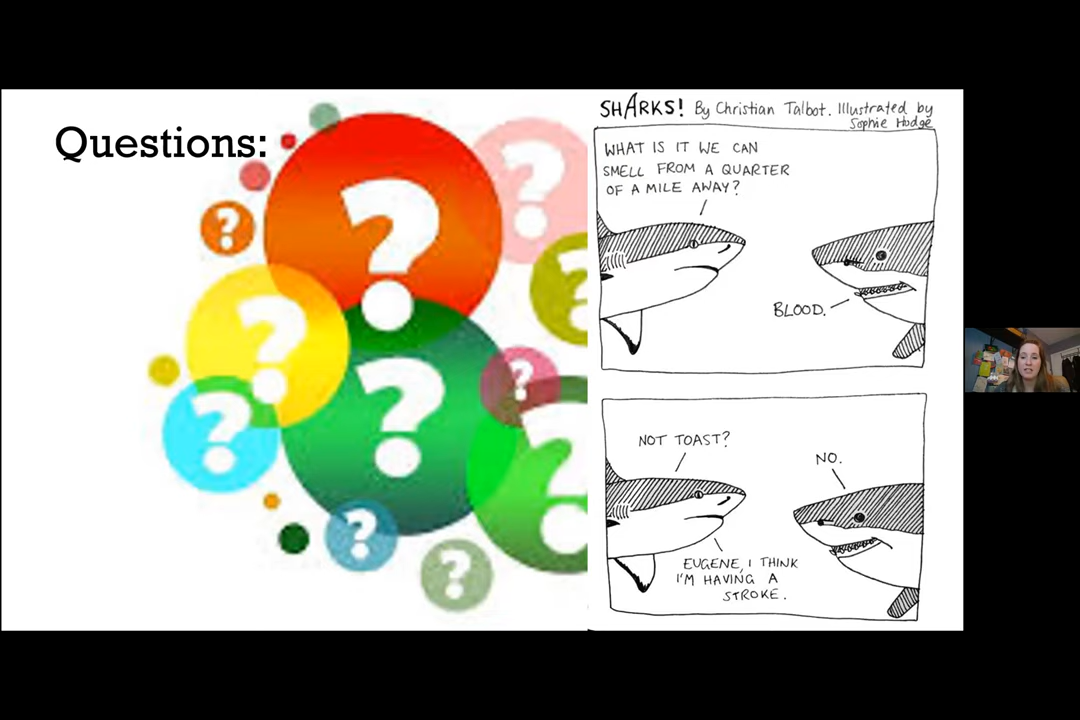 Questions:
?
?
?
?
?
?
?
?
?
?
?
SHARKS! By Christian Talbot. Illustrated by
Sophie Hodge
WHAT IS IT WE CAN
SMELL FROM A QUARTER
OF A MILE AWAY?
BLOOD.
NOT TOAST?
NO.
EUGENE, I THINK
I'M HAVING A
STROKE.